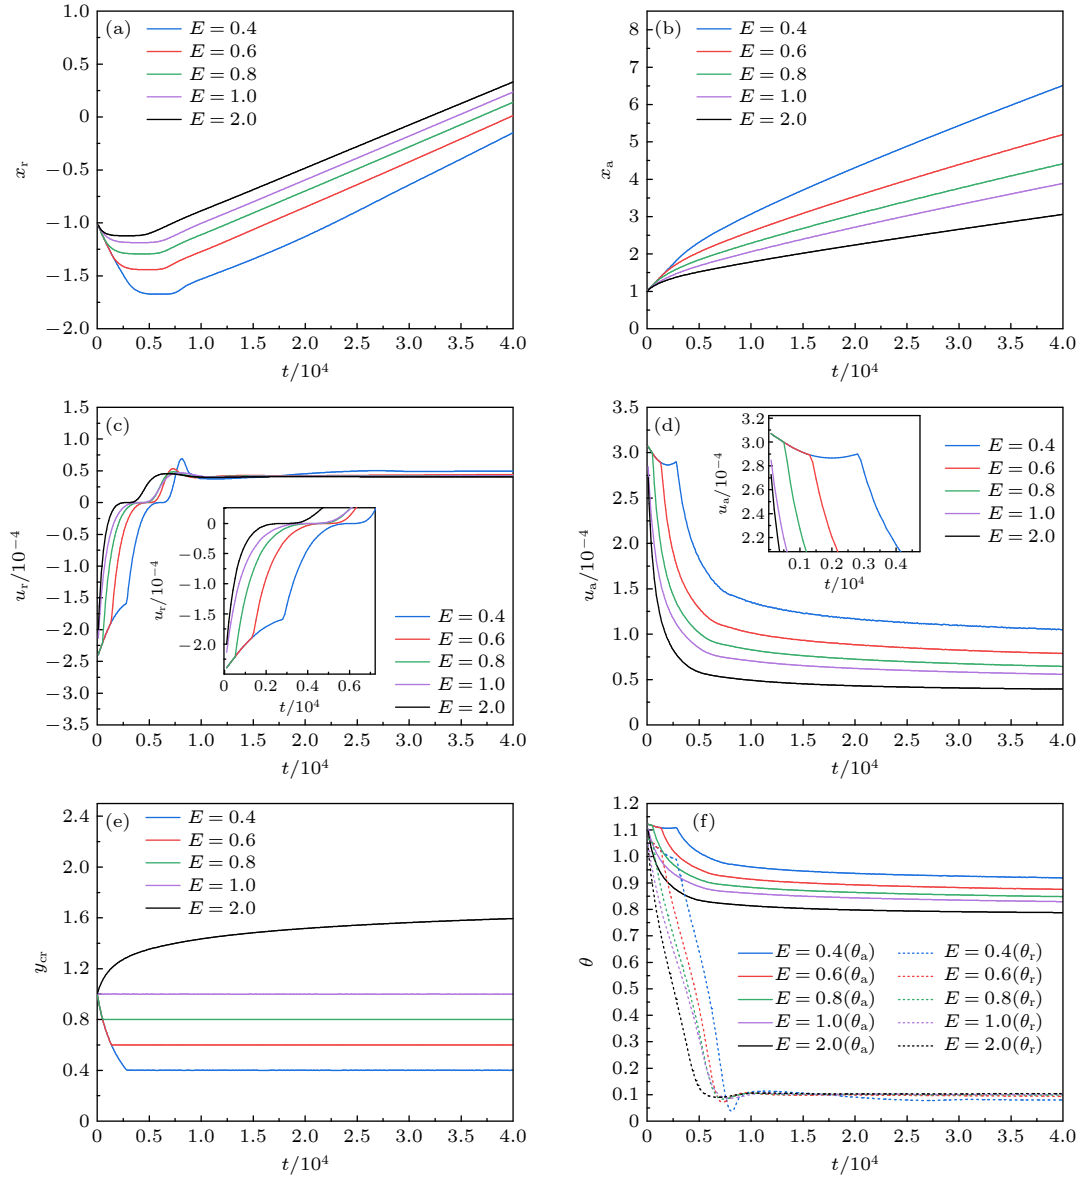 (a)
E = 0.4
E = 0.6
E = 0.8
E = 1.0
E = 2.0
1.0
0.5
0
−0.5
−1.0
−1.5
−2.0
x_r
0 0.5 1.0 1.5 2.0 2.5 3.0 3.5 4.0
t/10⁴
(b)
E = 0.4
E = 0.6
E = 0.8
E = 1.0
E = 2.0
8
7
6
5
4
3
2
1
0
x_a
0 0.5 1.0 1.5 2.0 2.5 3.0 3.5 4.0
t/10⁴
(c)
1.5
1.0
0.5
0
−0.5
−1.0
−1.5
−2.0
−2.5
−3.0
−3.5
u_r/10⁻⁴
0
−0.5
−1.0
−1.5
−2.0
u_r/10⁻⁴
0 0.2 0.4 0.6
t/10⁴
E = 0.4
E = 0.6
E = 0.8
E = 1.0
E = 2.0
0 0.5 1.0 1.5 2.0 2.5 3.0 3.5 4.0
t/10⁴
(d)
3.5
3.0
2.5
2.0
1.5
1.0
0.5
0
u_a/10⁻⁴
3.2
3.0
2.8
2.6
2.4
2.2
u_a/10⁻⁴
0.1 0.2 0.3 0.4
t/10⁴
E = 0.4
E = 0.6
E = 0.8
E = 1.0
E = 2.0
0 0.5 1.0 1.5 2.0 2.5 3.0 3.5 4.0
t/10⁴
(e)
E = 0.4
E = 0.6
E = 0.8
E = 1.0
E = 2.0
2.4
2.0
1.6
1.2
0.8
0.4
0
y_cr
0 0.5 1.0 1.5 2.0 2.5 3.0 3.5 4.0
t/10⁴
(f)
1.2
1.1
1.0
0.9
0.8
0.7
0.6
0.5
0.4
0.3
0.2
0.1
0
θ
E = 0.4(θ_a) E = 0.4(θ_r)
E = 0.6(θ_a) E = 0.6(θ_r)
E = 0.8(θ_a) E = 0.8(θ_r)
E = 1.0(θ_a) E = 1.0(θ_r)
E = 2.0(θ_a) E = 2.0(θ_r)
0 0.5 1.0 1.5 2.0 2.5 3.0 3.5 4.0
t/10⁴